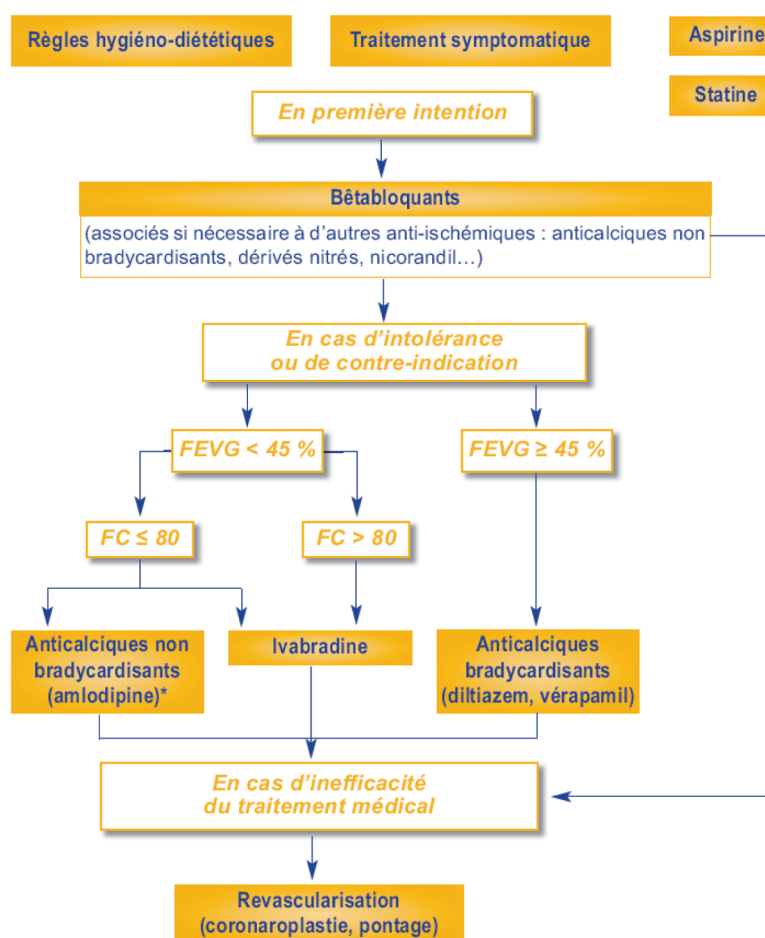 Règles hygiéno-diététiques
Traitement symptomatique
Aspirine
Statine
En première intention
Bêtabloquants
(associés si nécessaire à d'autres anti-ischémiques : anticalciques non
bradycardisants, dérivés nitrés, nicorandil…)
En cas d'intolérance
ou de contre-indication
FEVG < 45 %
FEVG ≥ 45 %
FC ≤ 80
FC > 80
Anticalciques non
bradycardisants
(amlodipine)*
Ivabradine
Anticalciques
bradycardisants
(diltiazem, vérapamil)
En cas d'inefficacité
du traitement médical
Revascularisation
(coronaroplastie, pontage)